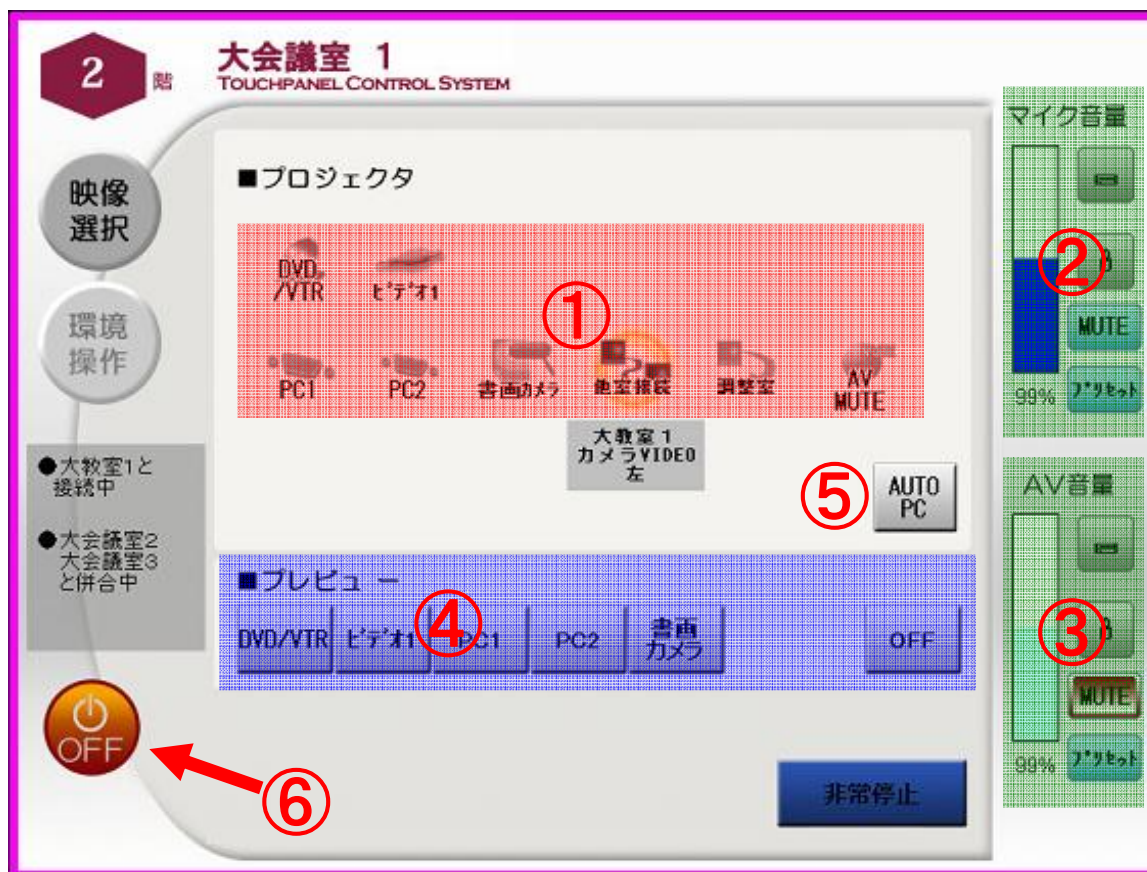 2
階
大会議室 1
TOUCHPANEL CONTROL SYSTEM
映像
選択
環境
操作
●大教室1と
接続中
●大会議室2
大会議室3
と併合中
OFF
⑥
■プロジェクタ
DVD
/VTR
ビデオ1
①
PC1
PC2
書画カメラ
他室接続
調整室
AV
MUTE
大教室1
カメラVIDEO
左
⑤
AUTO
PC
■プレビュー
DVD/VTR
ビデオ1
④
PC1
PC2
書画
カメラ
OFF
非常停止
マイク音量
②
MUTE
99%
プリセット
AV音量
③
MUTE
99%
プリセット